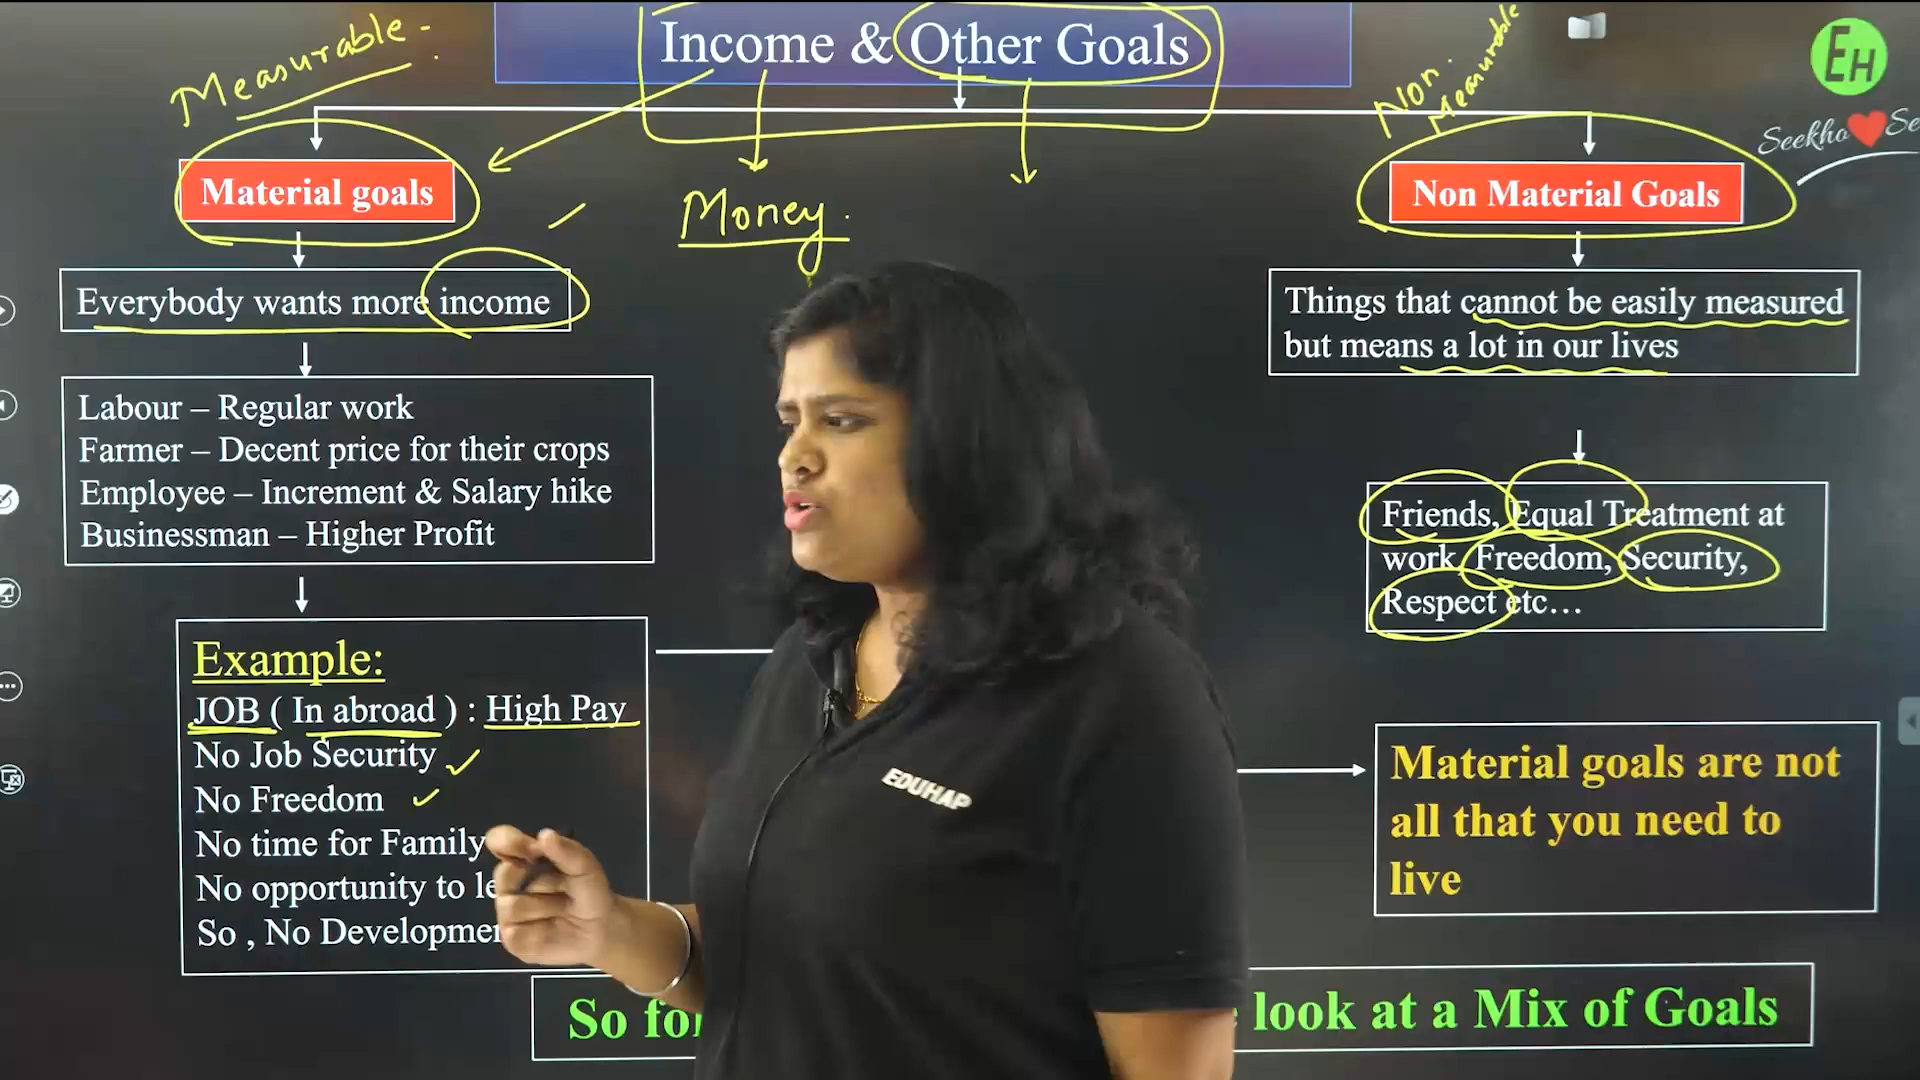 Income & Other Goals
Measurable
Non
Measurable
EH
Seekho
Material goals
Money.
Non Material Goals
Everybody wants more income
Things that cannot be easily measured
but means a lot in our lives
Labour – Regular work
Farmer – Decent price for their crops
Employee – Increment & Salary hike
Businessman – Higher Profit
Friends, Equal Treatment at
work, Freedom, Security,
Respect etc...
Example:
JOB ( In abroad ) : High Pay
No Job Security
No Freedom
No time for Family
No opportunity to
So , No
Material goals are not
all that you need to
live
EDUHAP
So
look at a Mix of Goals